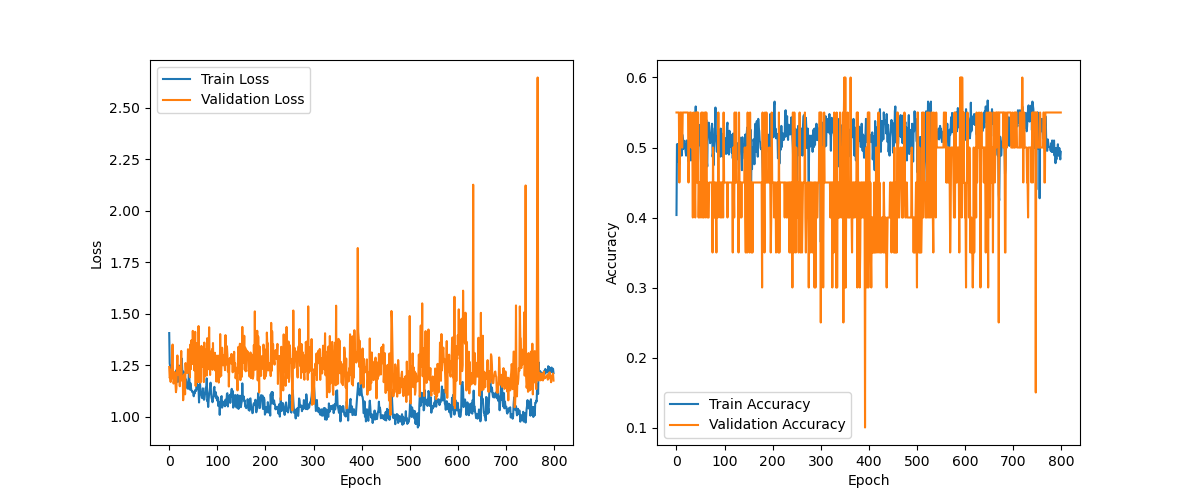 Train Loss
Validation Loss
2.50
2.25
2.00
1.75
1.50
1.25
1.00
Loss
0 100 200 300 400 500 600 700 800
Epoch
0.6
0.5
0.4
0.3
0.2
0.1
Accuracy
Train Accuracy
Validation Accuracy
0 100 200 300 400 500 600 700 800
Epoch